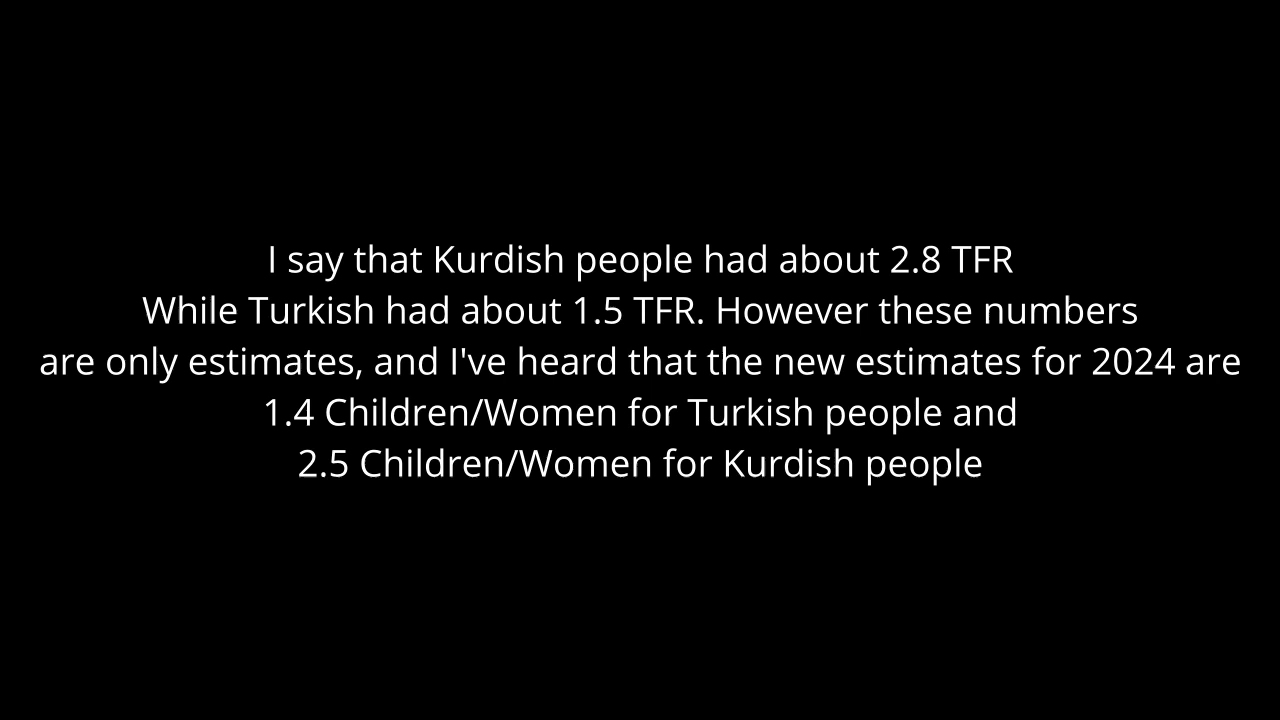 I say that Kurdish people had about 2.8 TFR
While Turkish had about 1.5 TFR. However these numbers
are only estimates, and I've heard that the new estimates for 2024 are
1.4 Children/Women for Turkish people and
2.5 Children/Women for Kurdish people